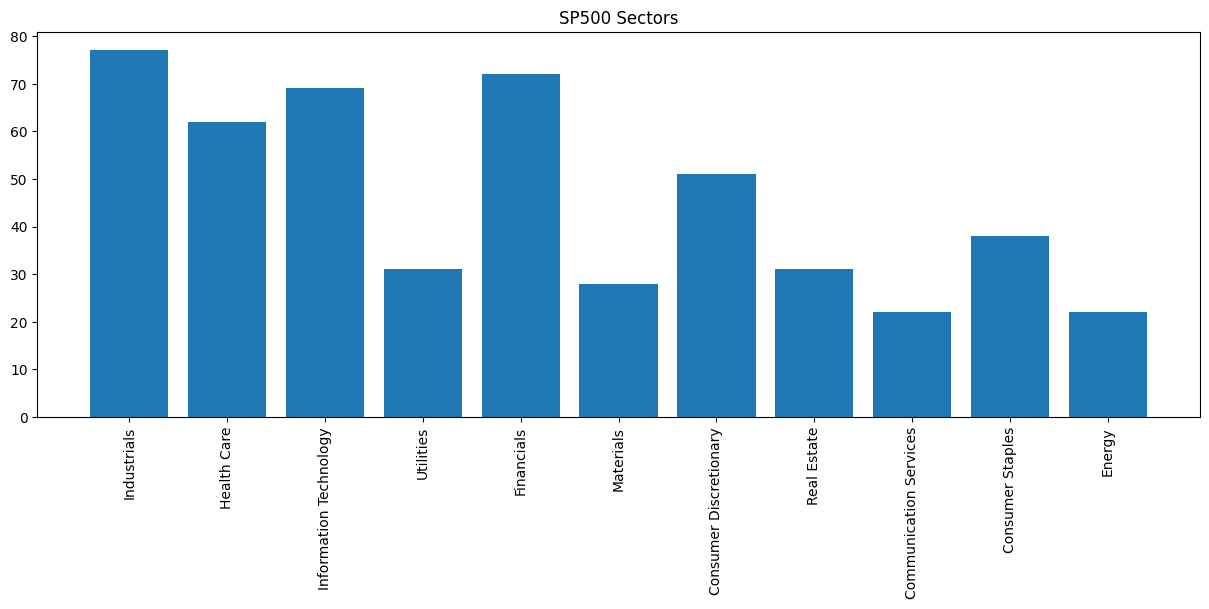 SP500 Sectors
80
70
60
50
40
30
20
10
0
Industrials
Health Care
Information Technology
Utilities
Financials
Materials
Consumer Discretionary
Real Estate
Communication Services
Consumer Staples
Energy